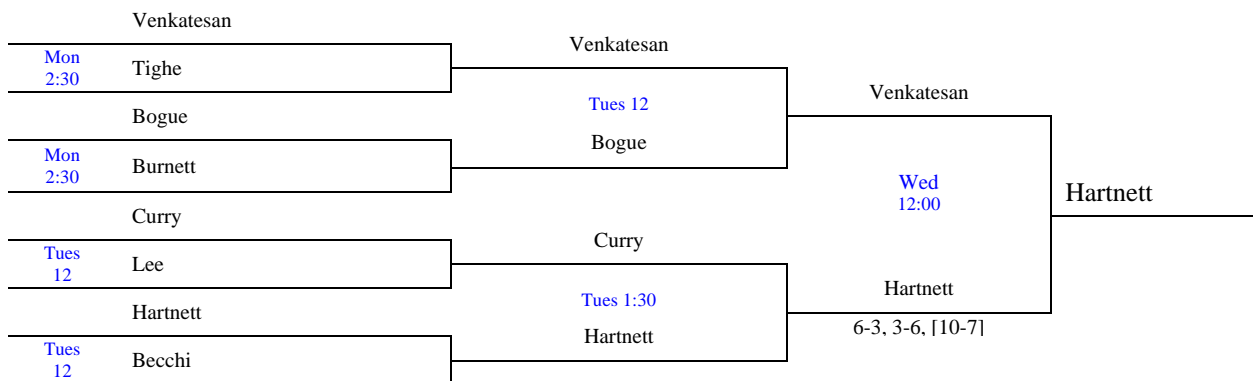 Venkatesan
Mon
2:30
Tighe
Venkatesan
Bogue
Tues 12
Venkatesan
Mon
2:30
Burnett
Bogue
Curry
Wed
12:00
Hartnett
Tues
12
Lee
Curry
Hartnett
Tues 1:30
Hartnett
Tues
12
Becchi
Hartnett
6-3, 3-6, [10-7]